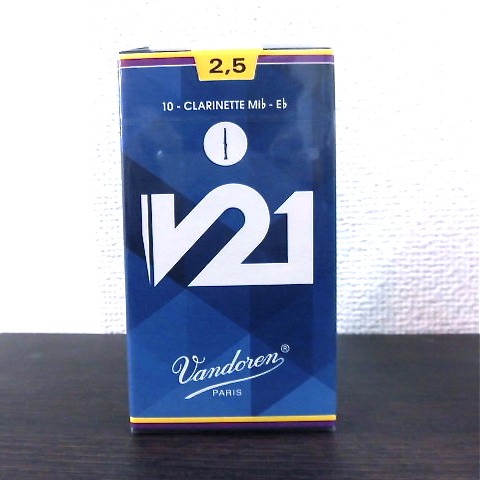 2,5
10 - CLARINETTE MI♭ - E♭
V21
Vandoren®
PARIS